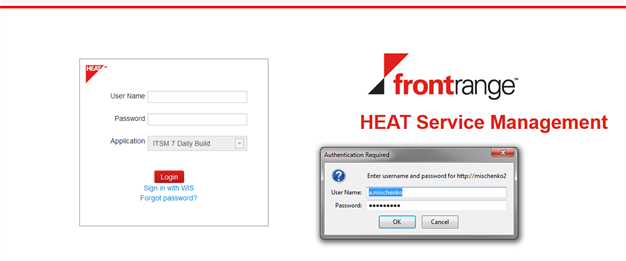 HEAT™
User Name
Password
Application
ITSM 7 Daily Build
Login
Sign in with WIS
Forgot password?
frontrange™
HEAT Service Management
Authentication Required
Enter username and password for http://mischenko2
User Name:
a.mischenko
Password:
•••••••••
OK
Cancel